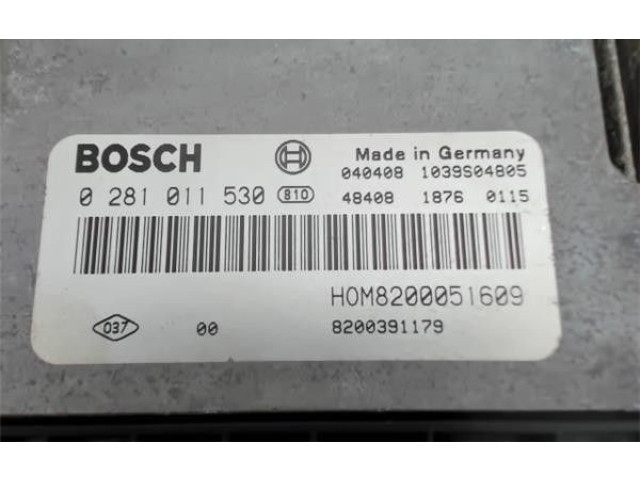 BOSCH
Made in Germany
040408 1039S04805
0 281 011 530 810
48408 1876 0115
HOM8200051609
037 00 8200391179